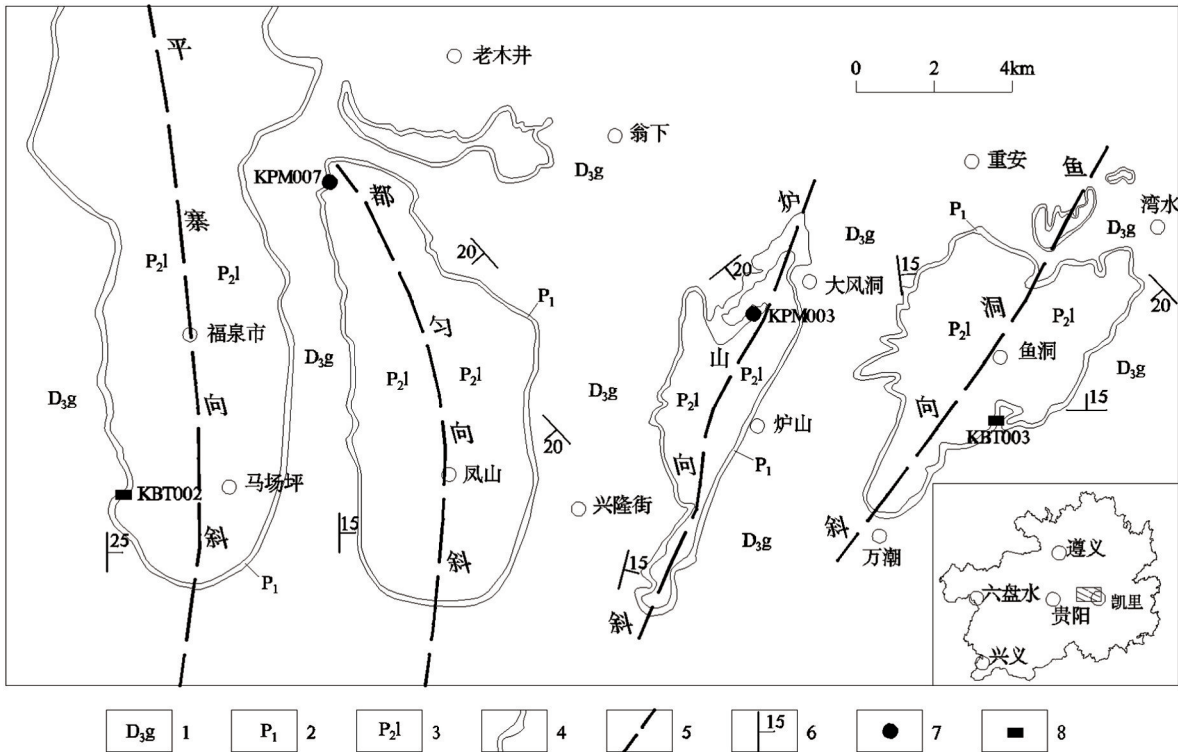 平寨向斜
老木井
0 2 4km
翁下
D₃g
重安
鱼洞向斜
湾水
KPM007
都匀向斜
炉山向斜
P₁
D₃g
D₃g
20
20
15
大风洞
20
P₂l
P₂l
P₁
KPM003
福泉市
D₃g
P₂l
P₂l
鱼洞
P₂l
P₂l
P₂l
P₂l
D₃g
D₃g
D₃g
15
20
炉山
KBT003
P₁
KBT002
马场坪
凤山
兴隆街
25
15
D₃g
万潮
15
P₁
遵义
六盘水
贵阳
凯里
兴义
D₃g 1
P₁ 2
P₂l 3
4
5
15 6
7
8